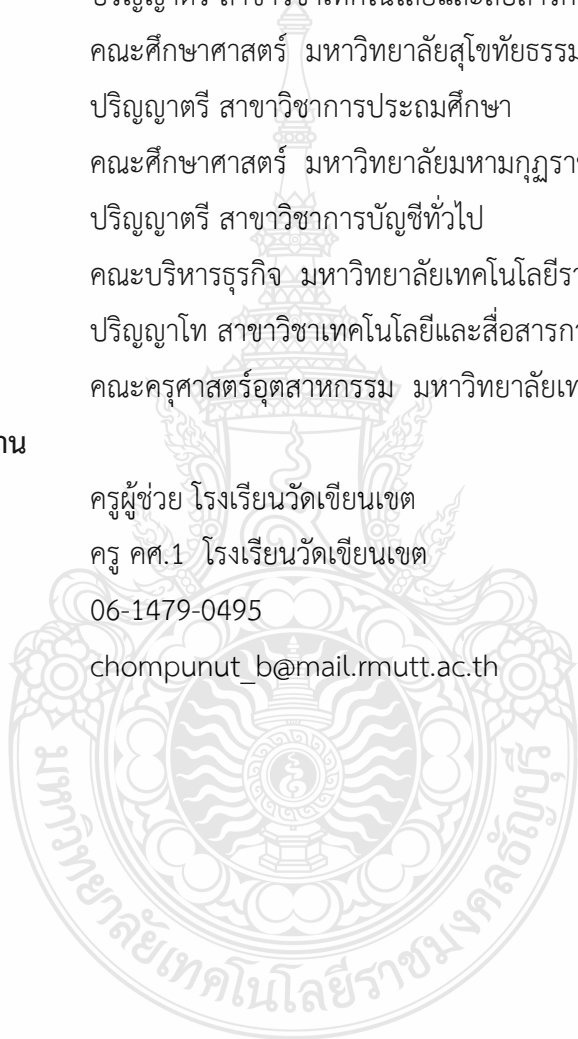 ปริญญาตรี สาขาวิชาเทคโนโลยีและสื่อสารก
คณะศึกษาศาสตร์ มหาวิทยาลัยสุโขทัยธรรม
ปริญญาตรี สาขาวิชาการประถมศึกษา
คณะศึกษาศาสตร์ มหาวิทยาลัยมหามกุฏราช
ปริญญาตรี สาขาวิชาการบัญชีทั่วไป
คณะบริหารธุรกิจ มหาวิทยาลัยเทคโนโลยีรา
ปริญญาโท สาขาวิชาเทคโนโลยีและสื่อสารกา
คณะครุศาสตร์อุตสาหกรรม มหาวิทยาลัยเท
าน
ครูผู้ช่วย โรงเรียนวัดเขียนเขต
ครู คศ.1 โรงเรียนวัดเขียนเขต
06-1479-0495
chompunut_b@mail.rmutt.ac.th
มหาวิทยาลัยเทคโนโลยีราชมงคลธัญบุรี